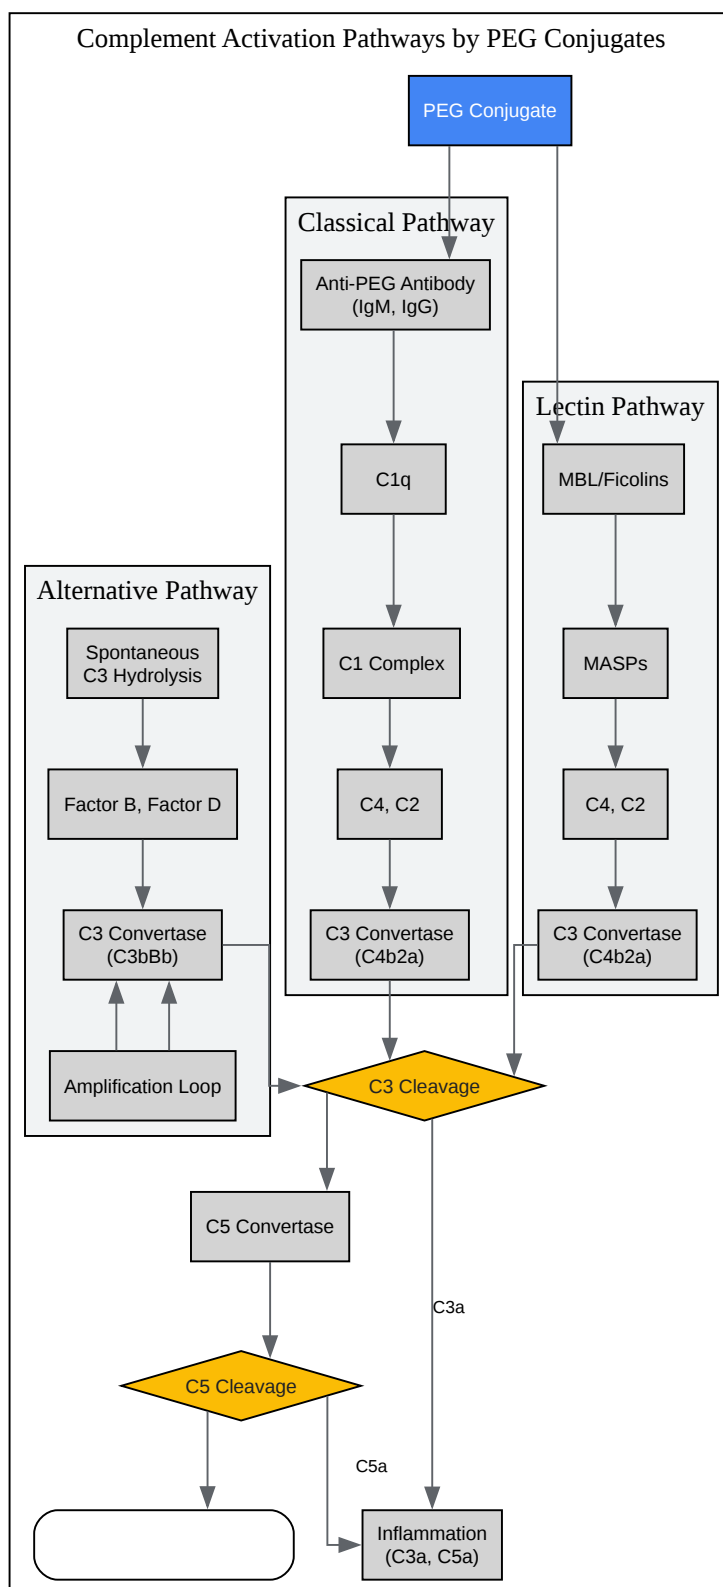 Complement Activation Pathways by PEG Conjugates
PEG Conjugate
Classical Pathway
Anti-PEG Antibody
(IgM, IgG)
Lectin Pathway
C1q
MBL/Ficolins
Alternative Pathway
Spontaneous
C3 Hydrolysis
C1 Complex
MASPs
Factor B, Factor D
C4, C2
C4, C2
C3 Convertase
(C3bBb)
C3 Convertase
(C4b2a)
C3 Convertase
(C4b2a)
Amplification Loop
C3 Cleavage
C5 Convertase
C3a
C5 Cleavage
C5a
Inflammation
(C3a, C5a)